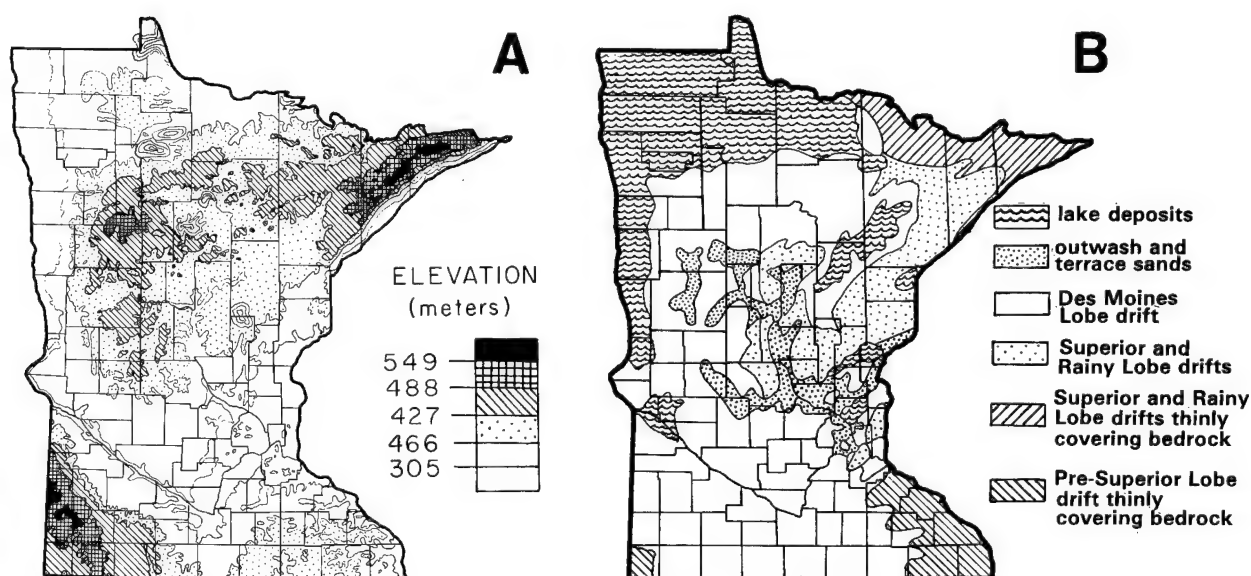 A
ELEVATION
(meters)
549
488
427
466
305
B
lake deposits
outwash and
terrace sands
Des Moines
Lobe drift
Superior and
Rainy Lobe drifts
Superior and Rainy
Lobe drifts thinly
covering bedrock
Pre-Superior Lobe
drift thinly
covering bedrock